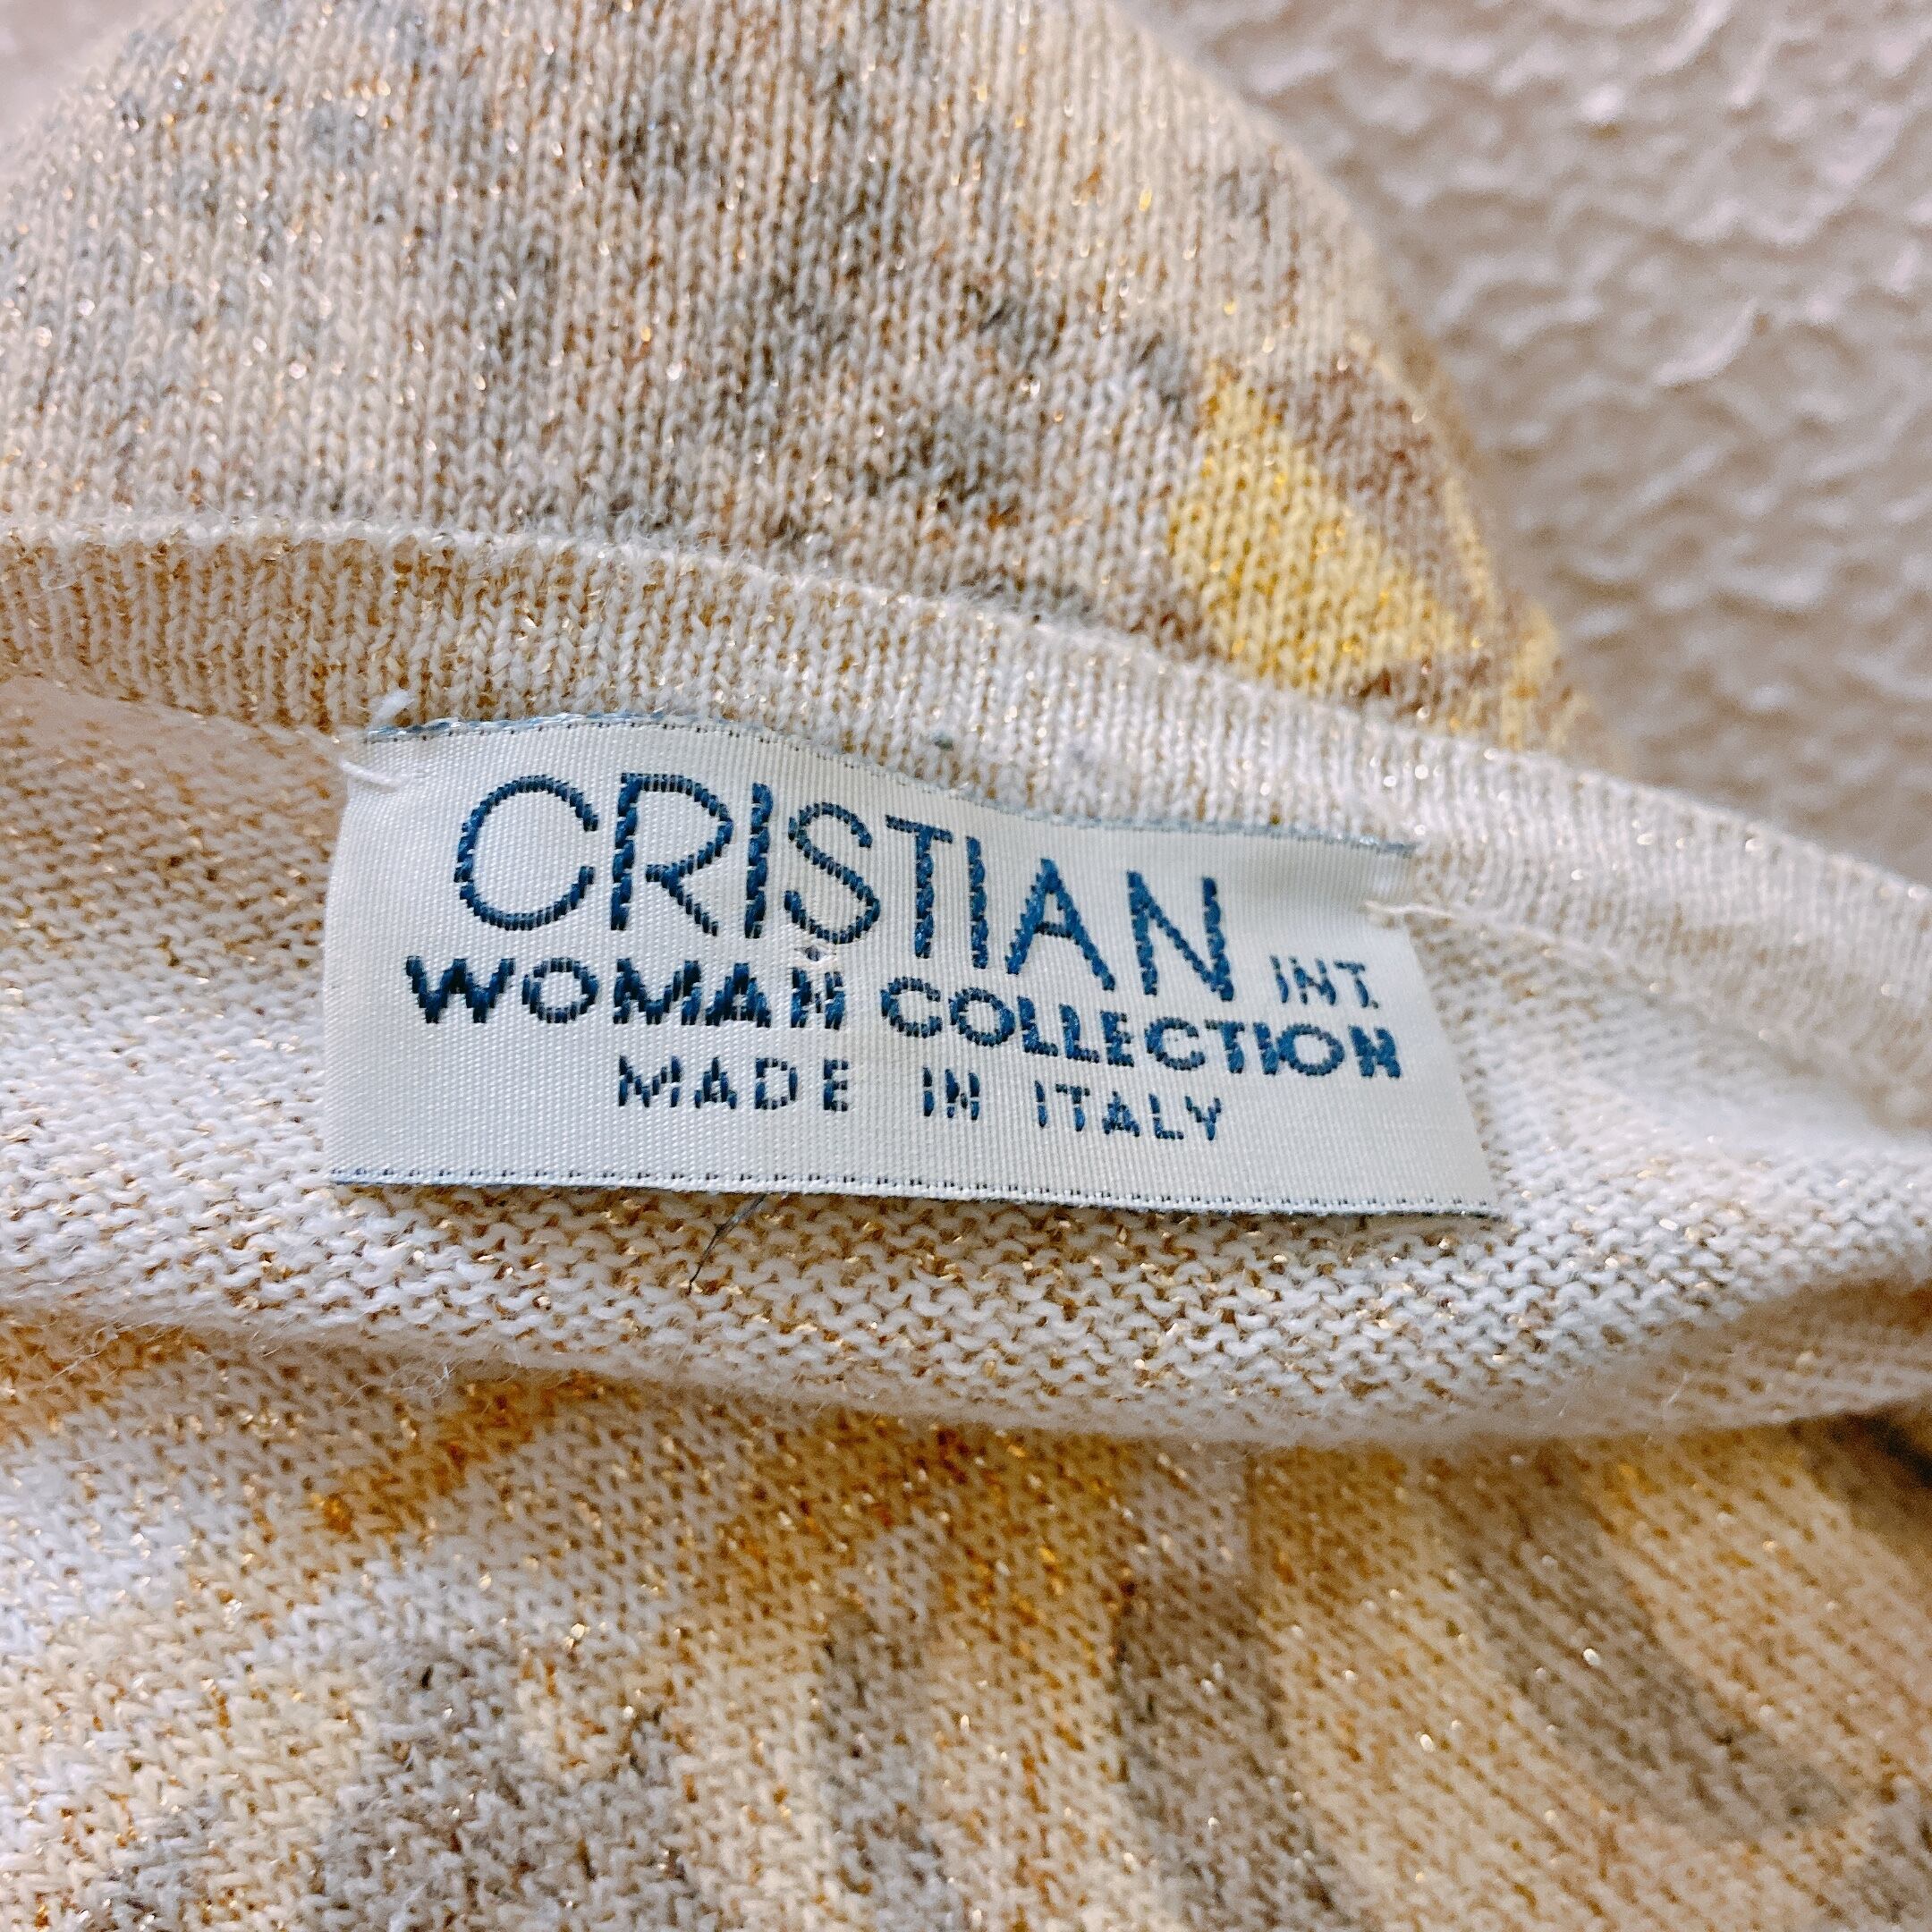 CRISTIAN INT.
WOMAN COLLECTION
MADE IN ITALY